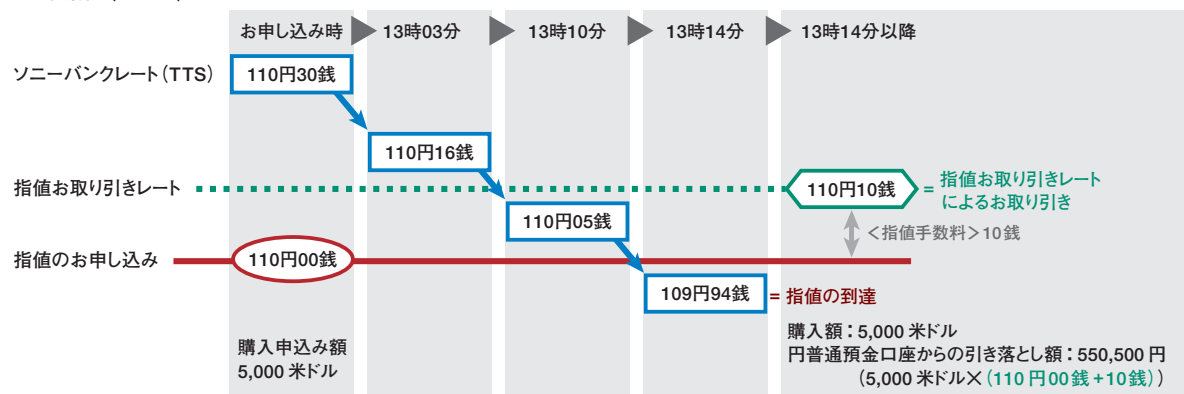 お申し込み時 13時03分 13時10分 13時14分 13時14分以降
ソニーバンクレート(TTS) 110円30銭
110円16銭
指値お取り引きレート 110円10銭 = 指値お取り引きレート
によるお取り引き
110円05銭
<指値手数料>10銭
指値のお申し込み 110円00銭
109円94銭 = 指値の到達
購入申込み額
5,000 米ドル
購入額:5,000 米ドル
円普通預金口座からの引き落とし額:550,500 円
(5,000 米ドル×(110 円00 銭+10銭))